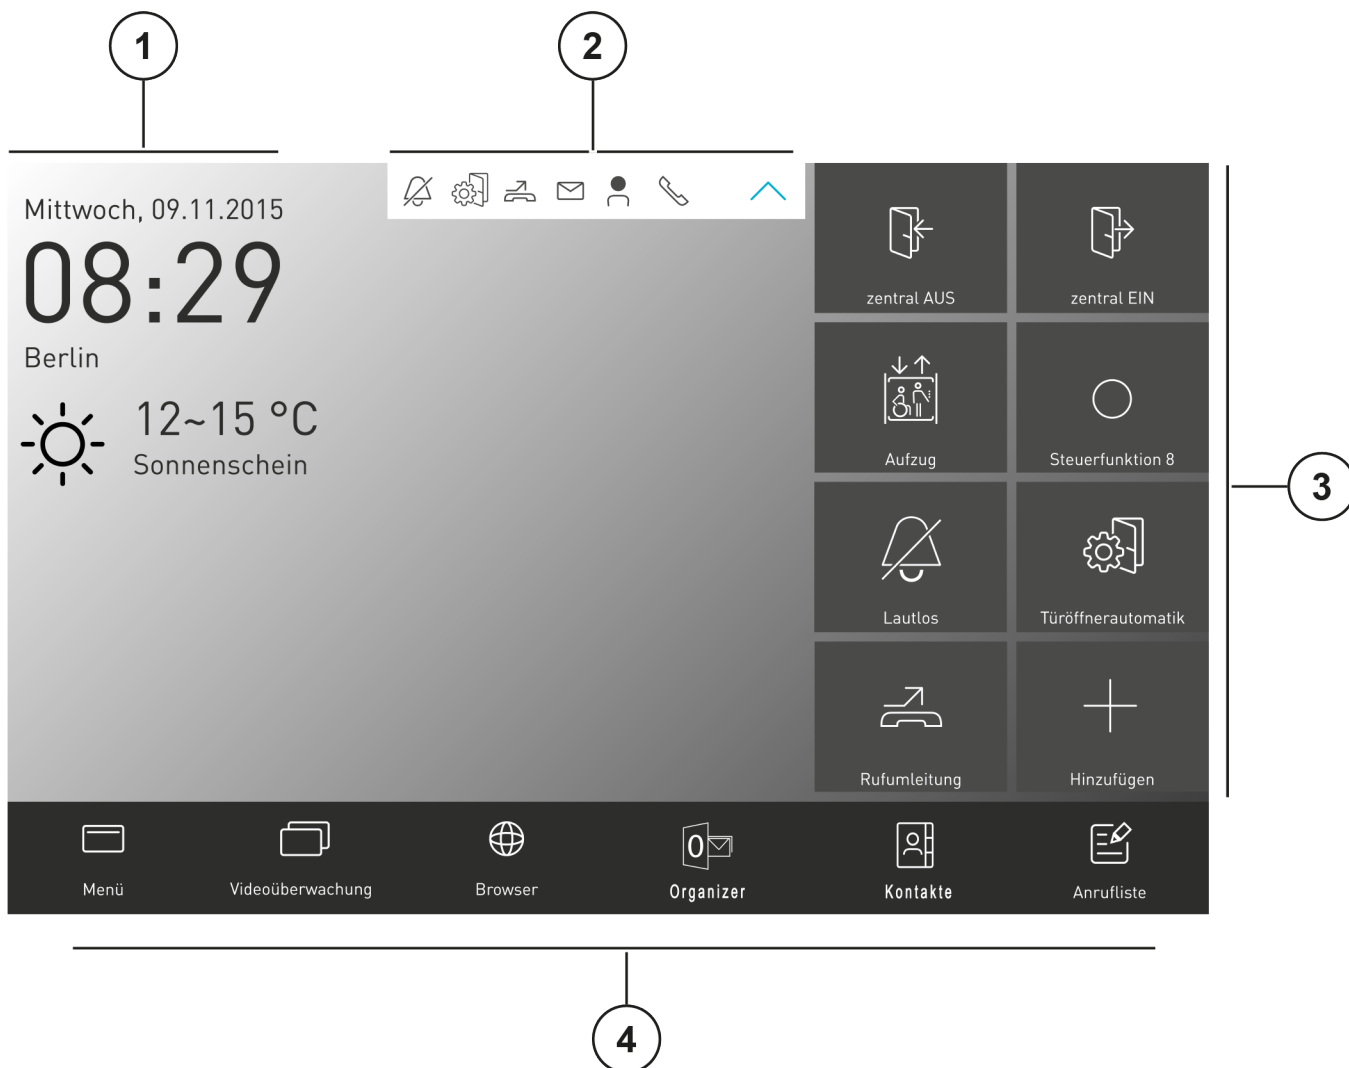 1
2
Mittwoch, 09.11.2015
08:29
Berlin
12~15 °C
Sonnenschein
zentral AUS
zentral EIN
Aufzug
Steuerfunktion 8
3
Lautlos
Türöffnerautomatik
Rufumleitung
Hinzufügen
0
Menü
Videoüberwachung
Browser
Organizer
Kontakte
Anrufliste
4